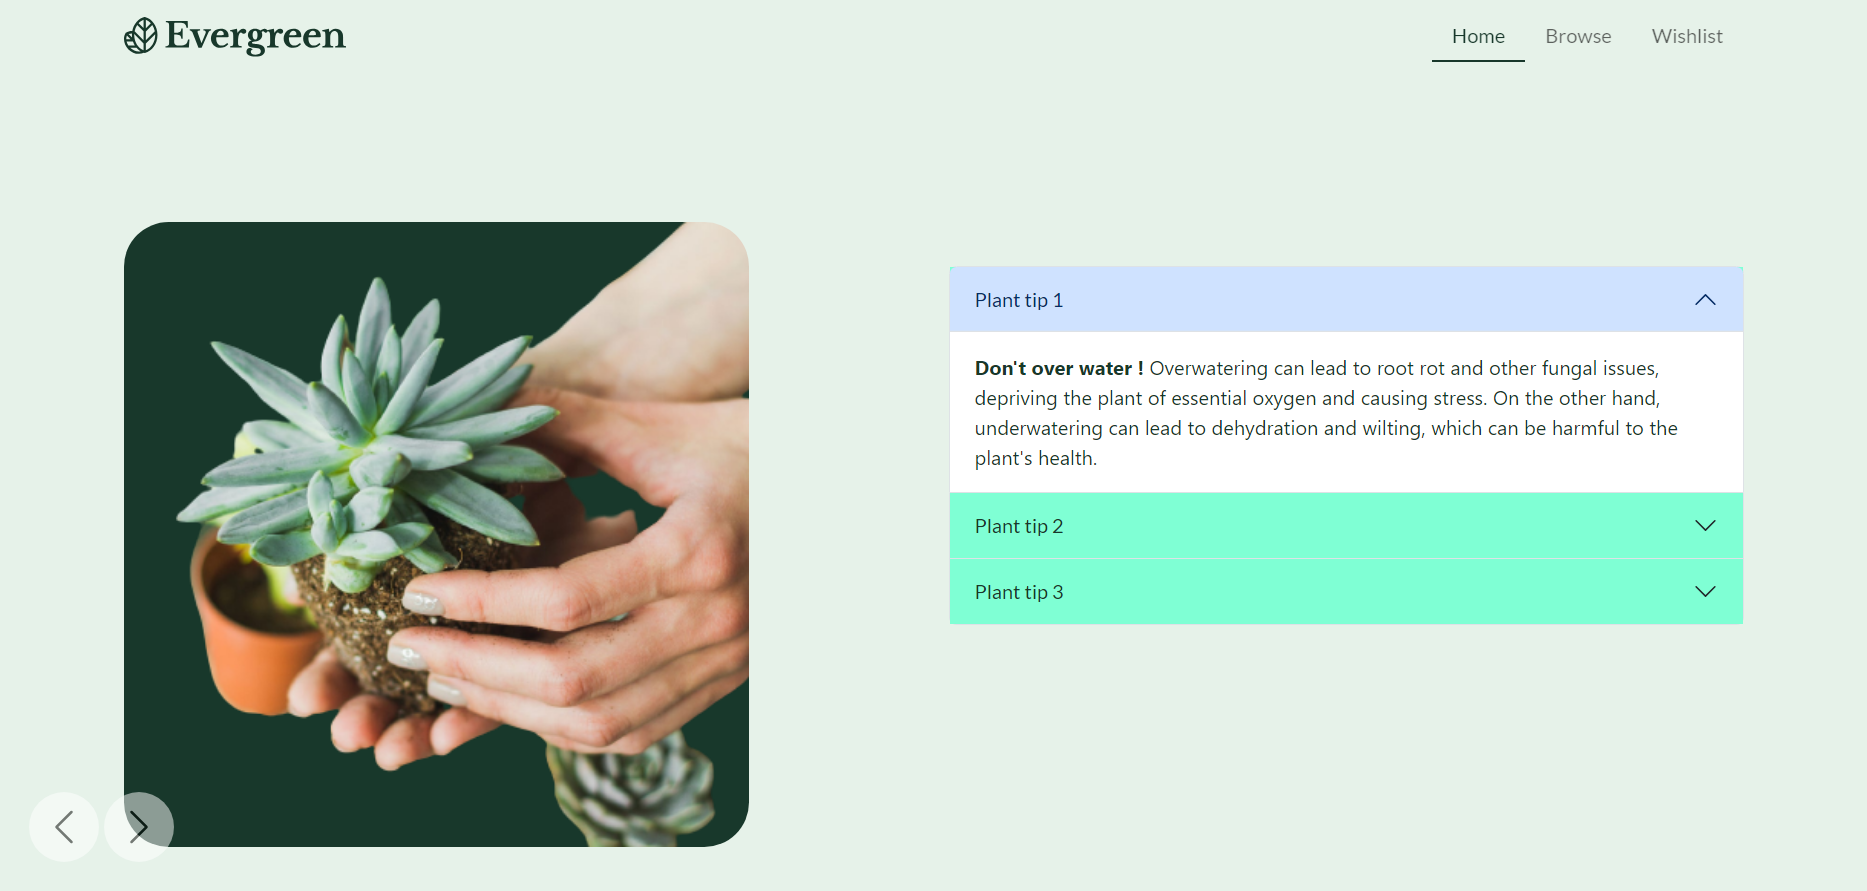 Evergreen
Home Browse Wishlist
Plant tip 1
Don't over water ! Overwatering can lead to root rot and other fungal issues,
depriving the plant of essential oxygen and causing stress. On the other hand,
underwatering can lead to dehydration and wilting, which can be harmful to the
plant's health.
Plant tip 2
Plant tip 3